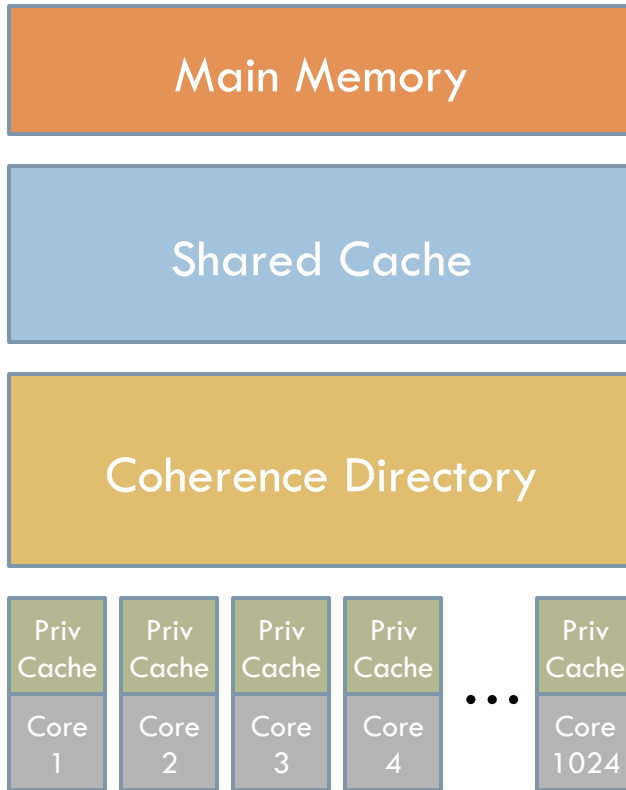 Main Memory
Shared Cache
Coherence Directory
Priv
Cache
Priv
Cache
Priv
Cache
Priv
Cache
...
Priv
Cache
Core
1
Core
2
Core
3
Core
4
Core
1024